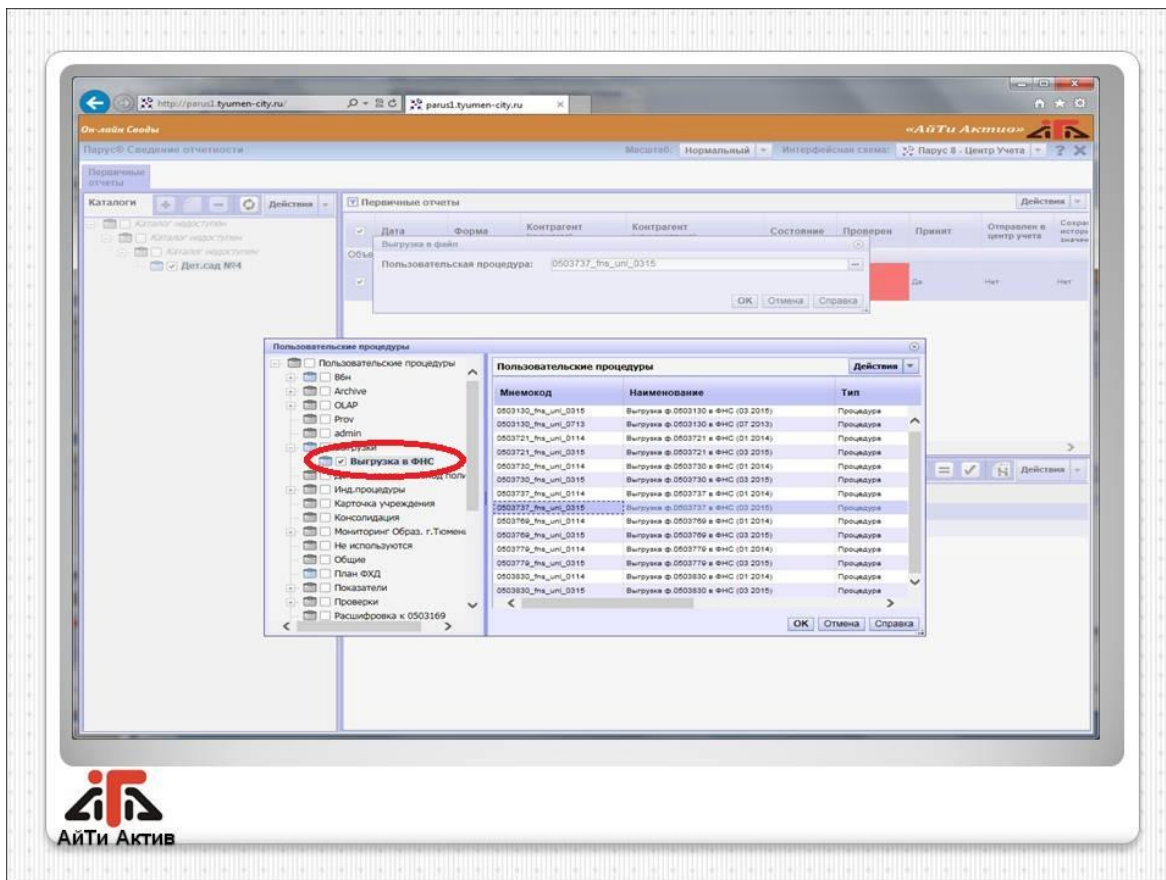 http://parus1.tyumen-city.ru/
parus1.tyumen-city.ru
Он-лайн Своды
«АйТи Актив»
Парус© Сведение отчетности
Масштаб: Нормальный
Интерфейсная схема: Парус 8 - Центр Учета
Первичные
отчеты
Каталоги
Действия
Первичные отчеты
Действия
Каталог недоступен
Каталог недоступен
Каталог недоступен
Дет.сад №4
Дата Форма Контрагент Контрагент Состояние Проверен Принят Отправлен в
центр учета
Выгрузка в файл
Пользовательская процедура: 0503737_fns_uni_0315
Да Нет Нет
OK Отмена Справка
Пользовательские процедуры
Пользовательские процедуры
86н
Archive
OLAP
Prov
admin
Выгрузка в ФНС
Инд.процедуры
Карточка учреждения
Консолидация
Мониторинг Образ. г.Тюмень
Не используются
Общие
План ФХД
Показатели
Проверки
Расшифровка к 0503169
Пользовательские процедуры
Действия
Мнемокод Наименование Тип
0503130_fns_uni_0315 Выгрузка ф.0503130 в ФНС (03.2015) Процедура
0503130_fns_uni_0713 Выгрузка ф.0503130 в ФНС (07.2013) Процедура
0503721_fns_uni_0114 Выгрузка ф.0503721 в ФНС (01.2014) Процедура
0503721_fns_uni_0315 Выгрузка ф.0503721 в ФНС (03.2015) Процедура
0503730_fns_uni_0114 Выгрузка ф.0503730 в ФНС (01.2014) Процедура
0503730_fns_uni_0315 Выгрузка ф.0503730 в ФНС (03.2015) Процедура
0503737_fns_uni_0114 Выгрузка ф.0503737 в ФНС (01.2014) Процедура
0503737_fns_uni_0315 Выгрузка ф.0503737 в ФНС (03.2015) Процедура
0503769_fns_uni_0114 Выгрузка ф.0503769 в ФНС (01.2014) Процедура
0503769_fns_uni_0315 Выгрузка ф.0503769 в ФНС (03.2015) Процедура
0503779_fns_uni_0114 Выгрузка ф.0503779 в ФНС (01.2014) Процедура
0503779_fns_uni_0315 Выгрузка ф.0503779 в ФНС (03.2015) Процедура
0503830_fns_uni_0114 Выгрузка ф.0503830 в ФНС (01.2014) Процедура
0503830_fns_uni_0315 Выгрузка ф.0503830 в ФНС (03.2015) Процедура
OK Отмена Справка
Действия
АйТи Актив